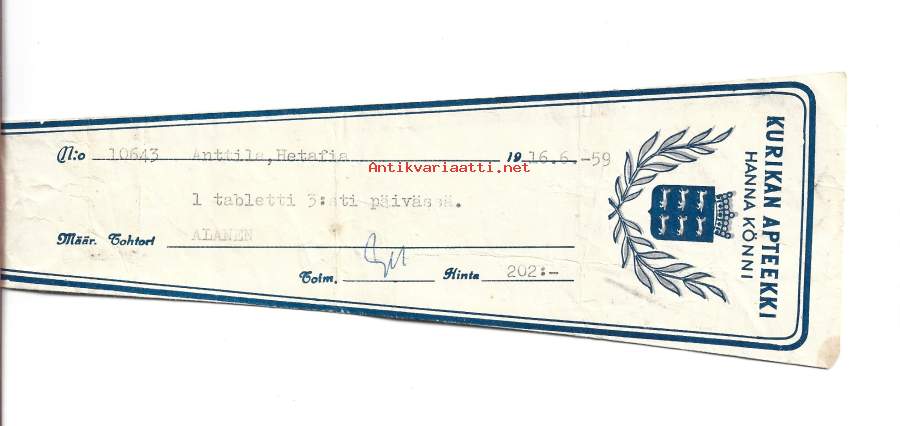 N:o 10643 Anttila, Hetafia 19 16.6.-59
Antikvariaatti.net
1 tabletti 3:sti päivässä.
Määr. Tohtori ALANEN
Toim. Hinta 202:-
KURIKAN APTEEKKI
HANNA KÖNNI